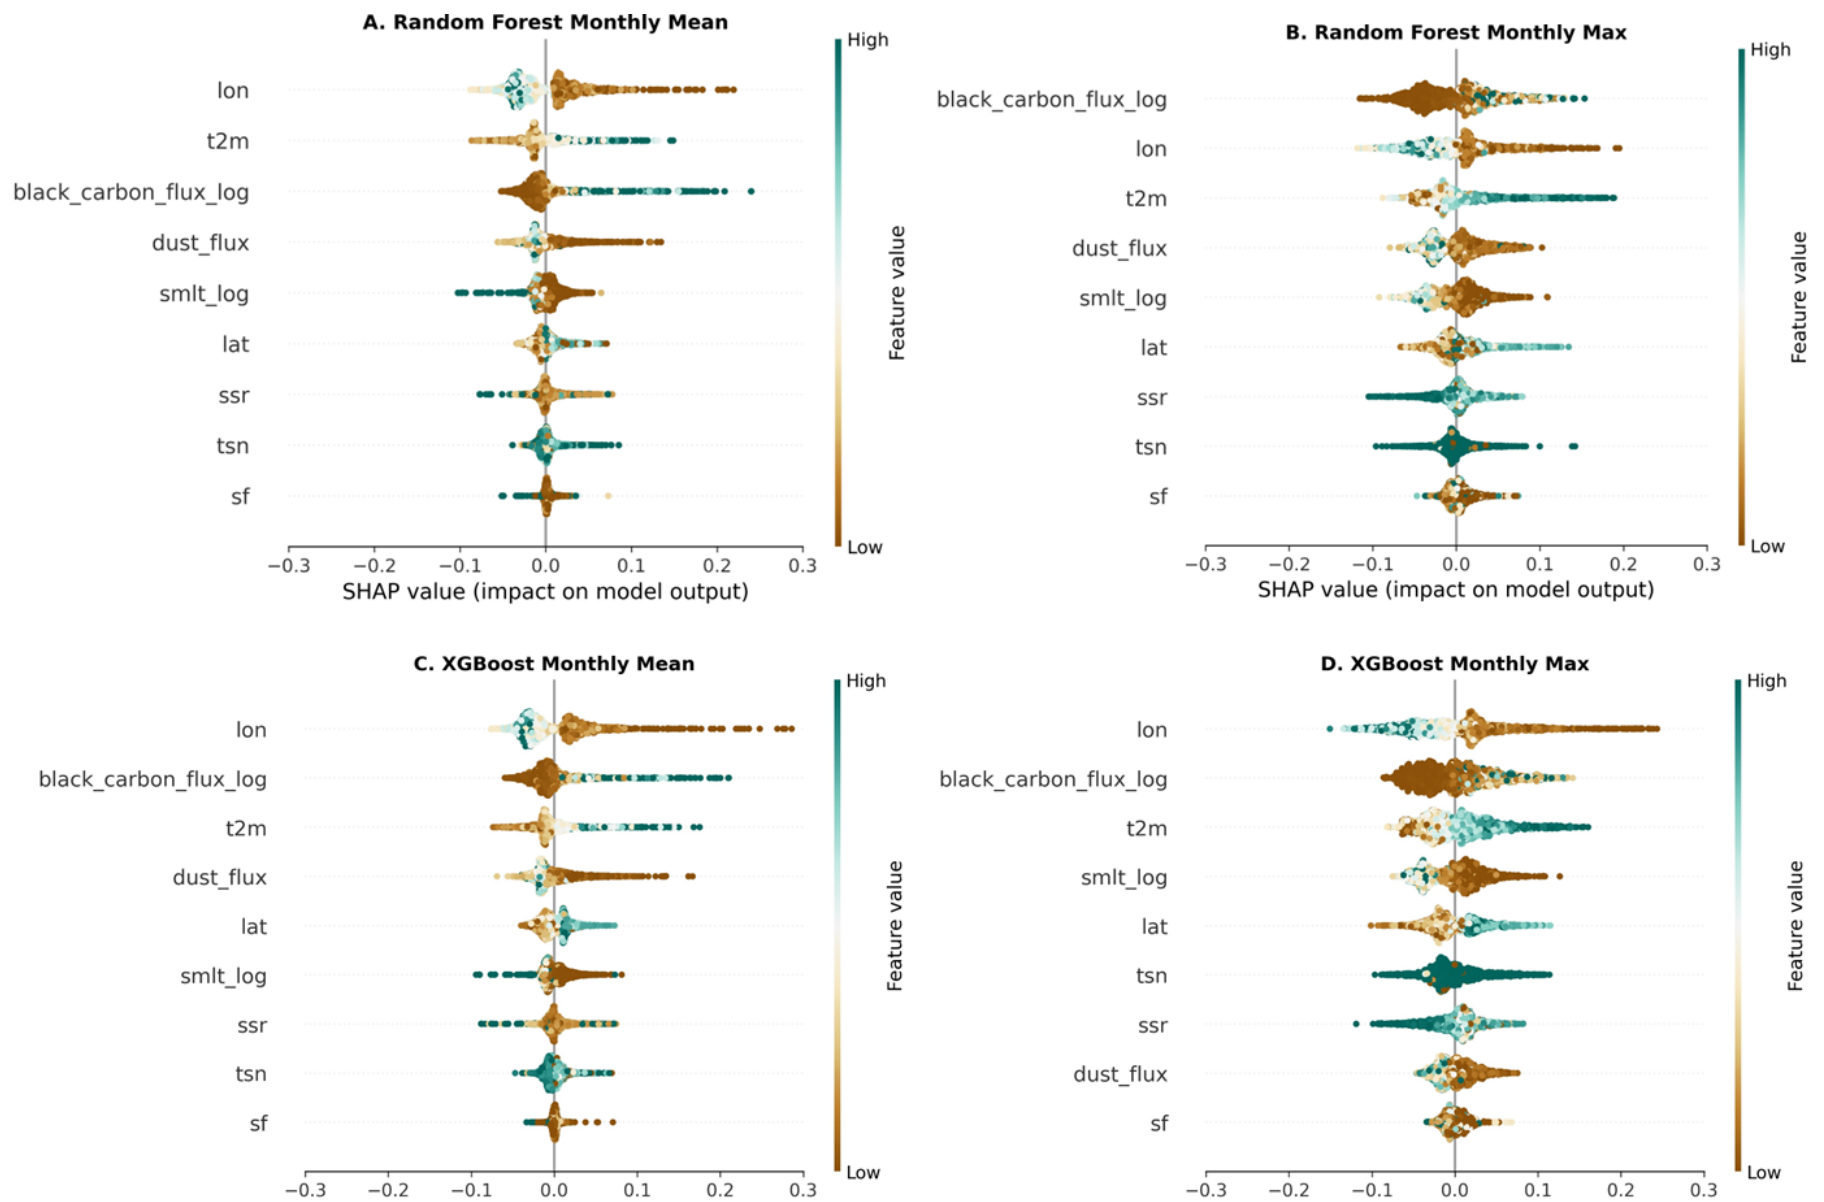 A. Random Forest Monthly Mean
High
lon
t2m
black_carbon_flux_log
dust_flux
smlt_log
lat
ssr
tsn
sf
Feature value
Low
−0.3 −0.2 −0.1 0.0 0.1 0.2 0.3
SHAP value (impact on model output)
B. Random Forest Monthly Max
High
black_carbon_flux_log
lon
t2m
dust_flux
smlt_log
lat
ssr
tsn
sf
Feature value
Low
−0.3 −0.2 −0.1 0.0 0.1 0.2 0.3
SHAP value (impact on model output)
C. XGBoost Monthly Mean
High
lon
black_carbon_flux_log
t2m
dust_flux
lat
smlt_log
ssr
tsn
sf
Feature value
Low
−0.3 −0.2 −0.1 0.0 0.1 0.2 0.3
D. XGBoost Monthly Max
High
lon
black_carbon_flux_log
t2m
smlt_log
lat
tsn
ssr
dust_flux
sf
Feature value
Low
−0.3 −0.2 −0.1 0.0 0.1 0.2 0.3